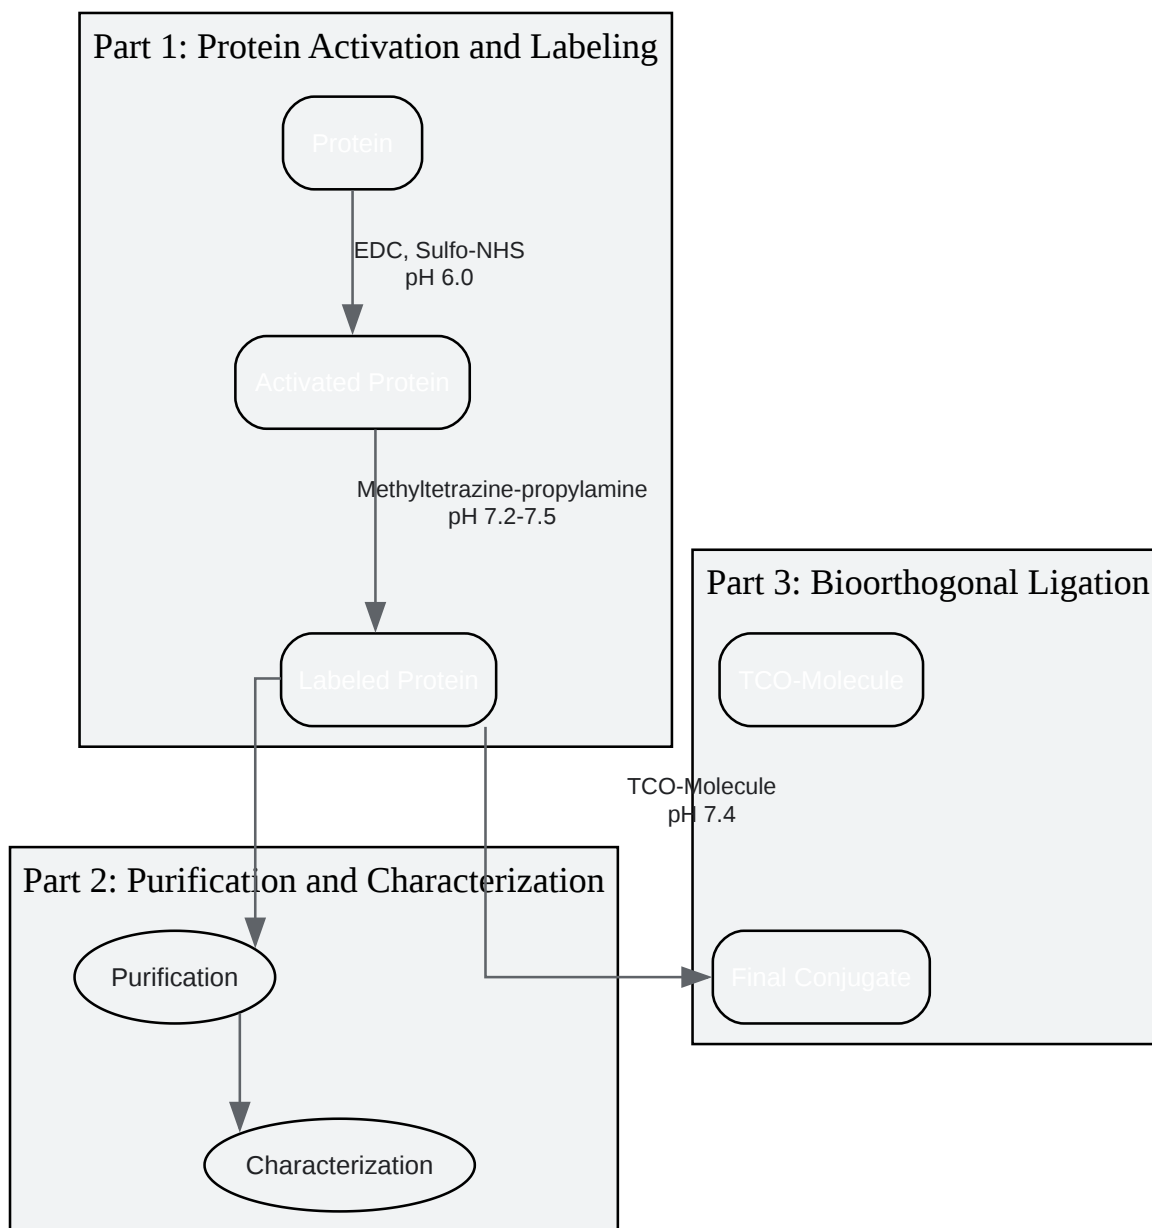 Part 1: Protein Activation and Labeling
Protein
EDC, Sulfo-NHS
pH 6.0
Activated Protein
Methyltetrazine-propylamine
pH 7.2-7.5
Labeled Protein
Part 3: Bioorthogonal Ligation
TCO-Molecule
TCO-Molecule
pH 7.4
Final Conjugate
Part 2: Purification and Characterization
Purification
Characterization